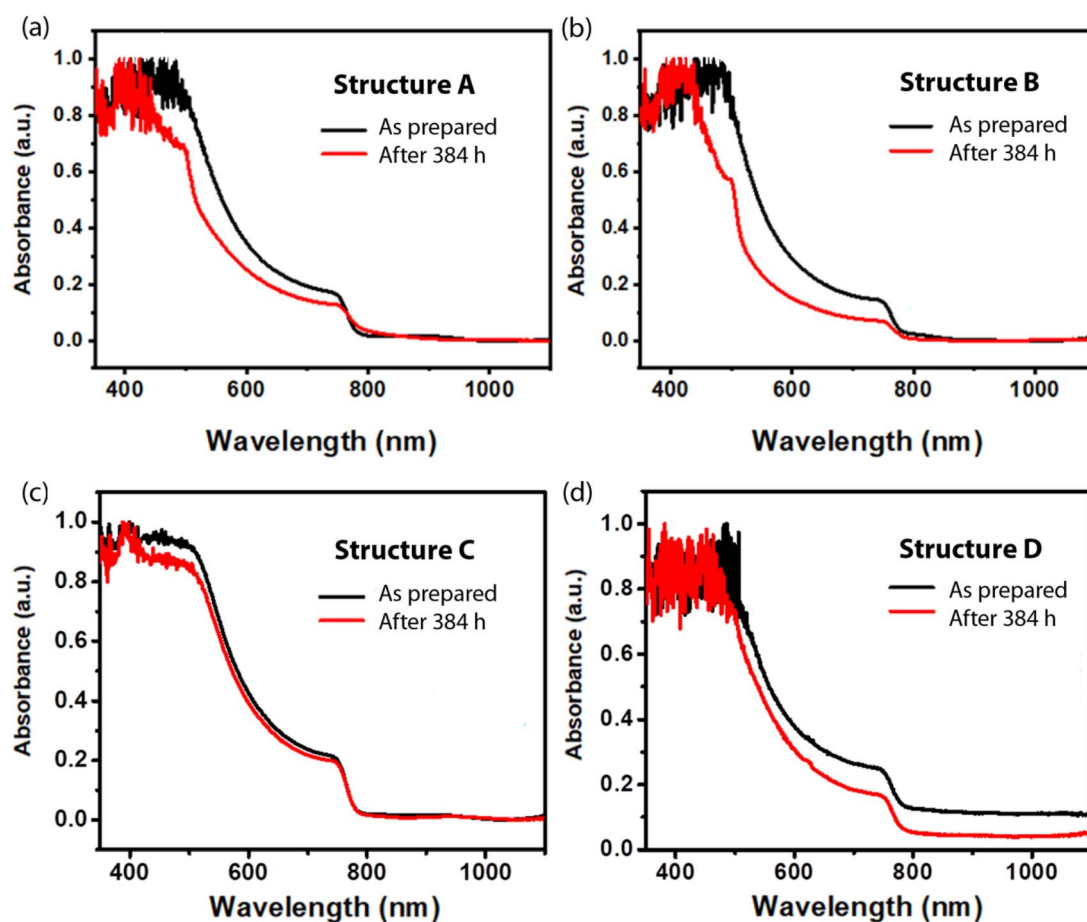 (a)
1.0
0.8
0.6
0.4
0.2
0.0
Absorbance (a.u.)
Structure A
As prepared
After 384 h
400 600 800 1000
Wavelength (nm)
(b)
1.0
0.8
0.6
0.4
0.2
0.0
Absorbance (a.u.)
Structure B
As prepared
After 384 h
400 600 800 1000
Wavelength (nm)
(c)
1.0
0.8
0.6
0.4
0.2
0.0
Absorbance (a.u.)
Structure C
As prepared
After 384 h
400 600 800 1000
Wavelength (nm)
(d)
1.0
0.8
0.6
0.4
0.2
0.0
Absorbance (a.u.)
Structure D
As prepared
After 384 h
400 600 800 1000
Wavelength (nm)